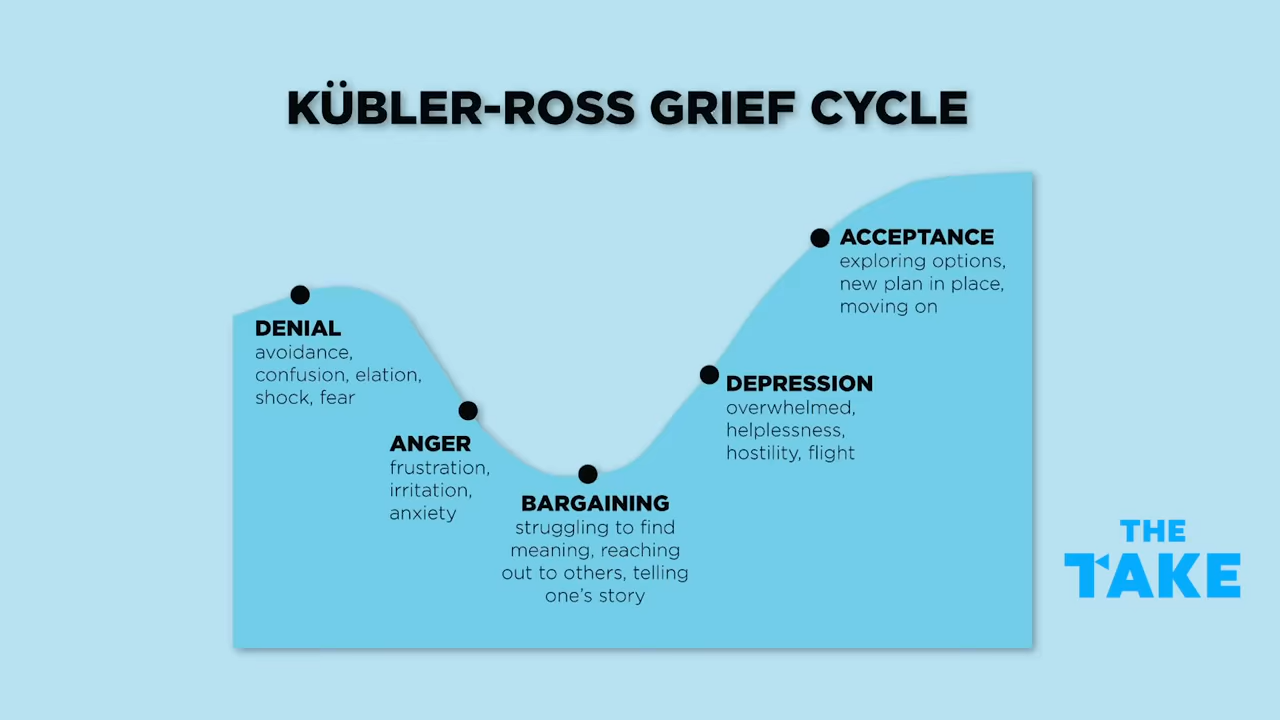 KÜBLER-ROSS GRIEF CYCLE
DENIAL
avoidance,
confusion, elation,
shock, fear
ANGER
frustration,
irritation,
anxiety
BARGAINING
struggling to find
meaning, reaching
out to others, telling
one's story
DEPRESSION
overwhelmed,
helplessness,
hostility, flight
ACCEPTANCE
exploring options,
new plan in place,
moving on
THE
TAKE